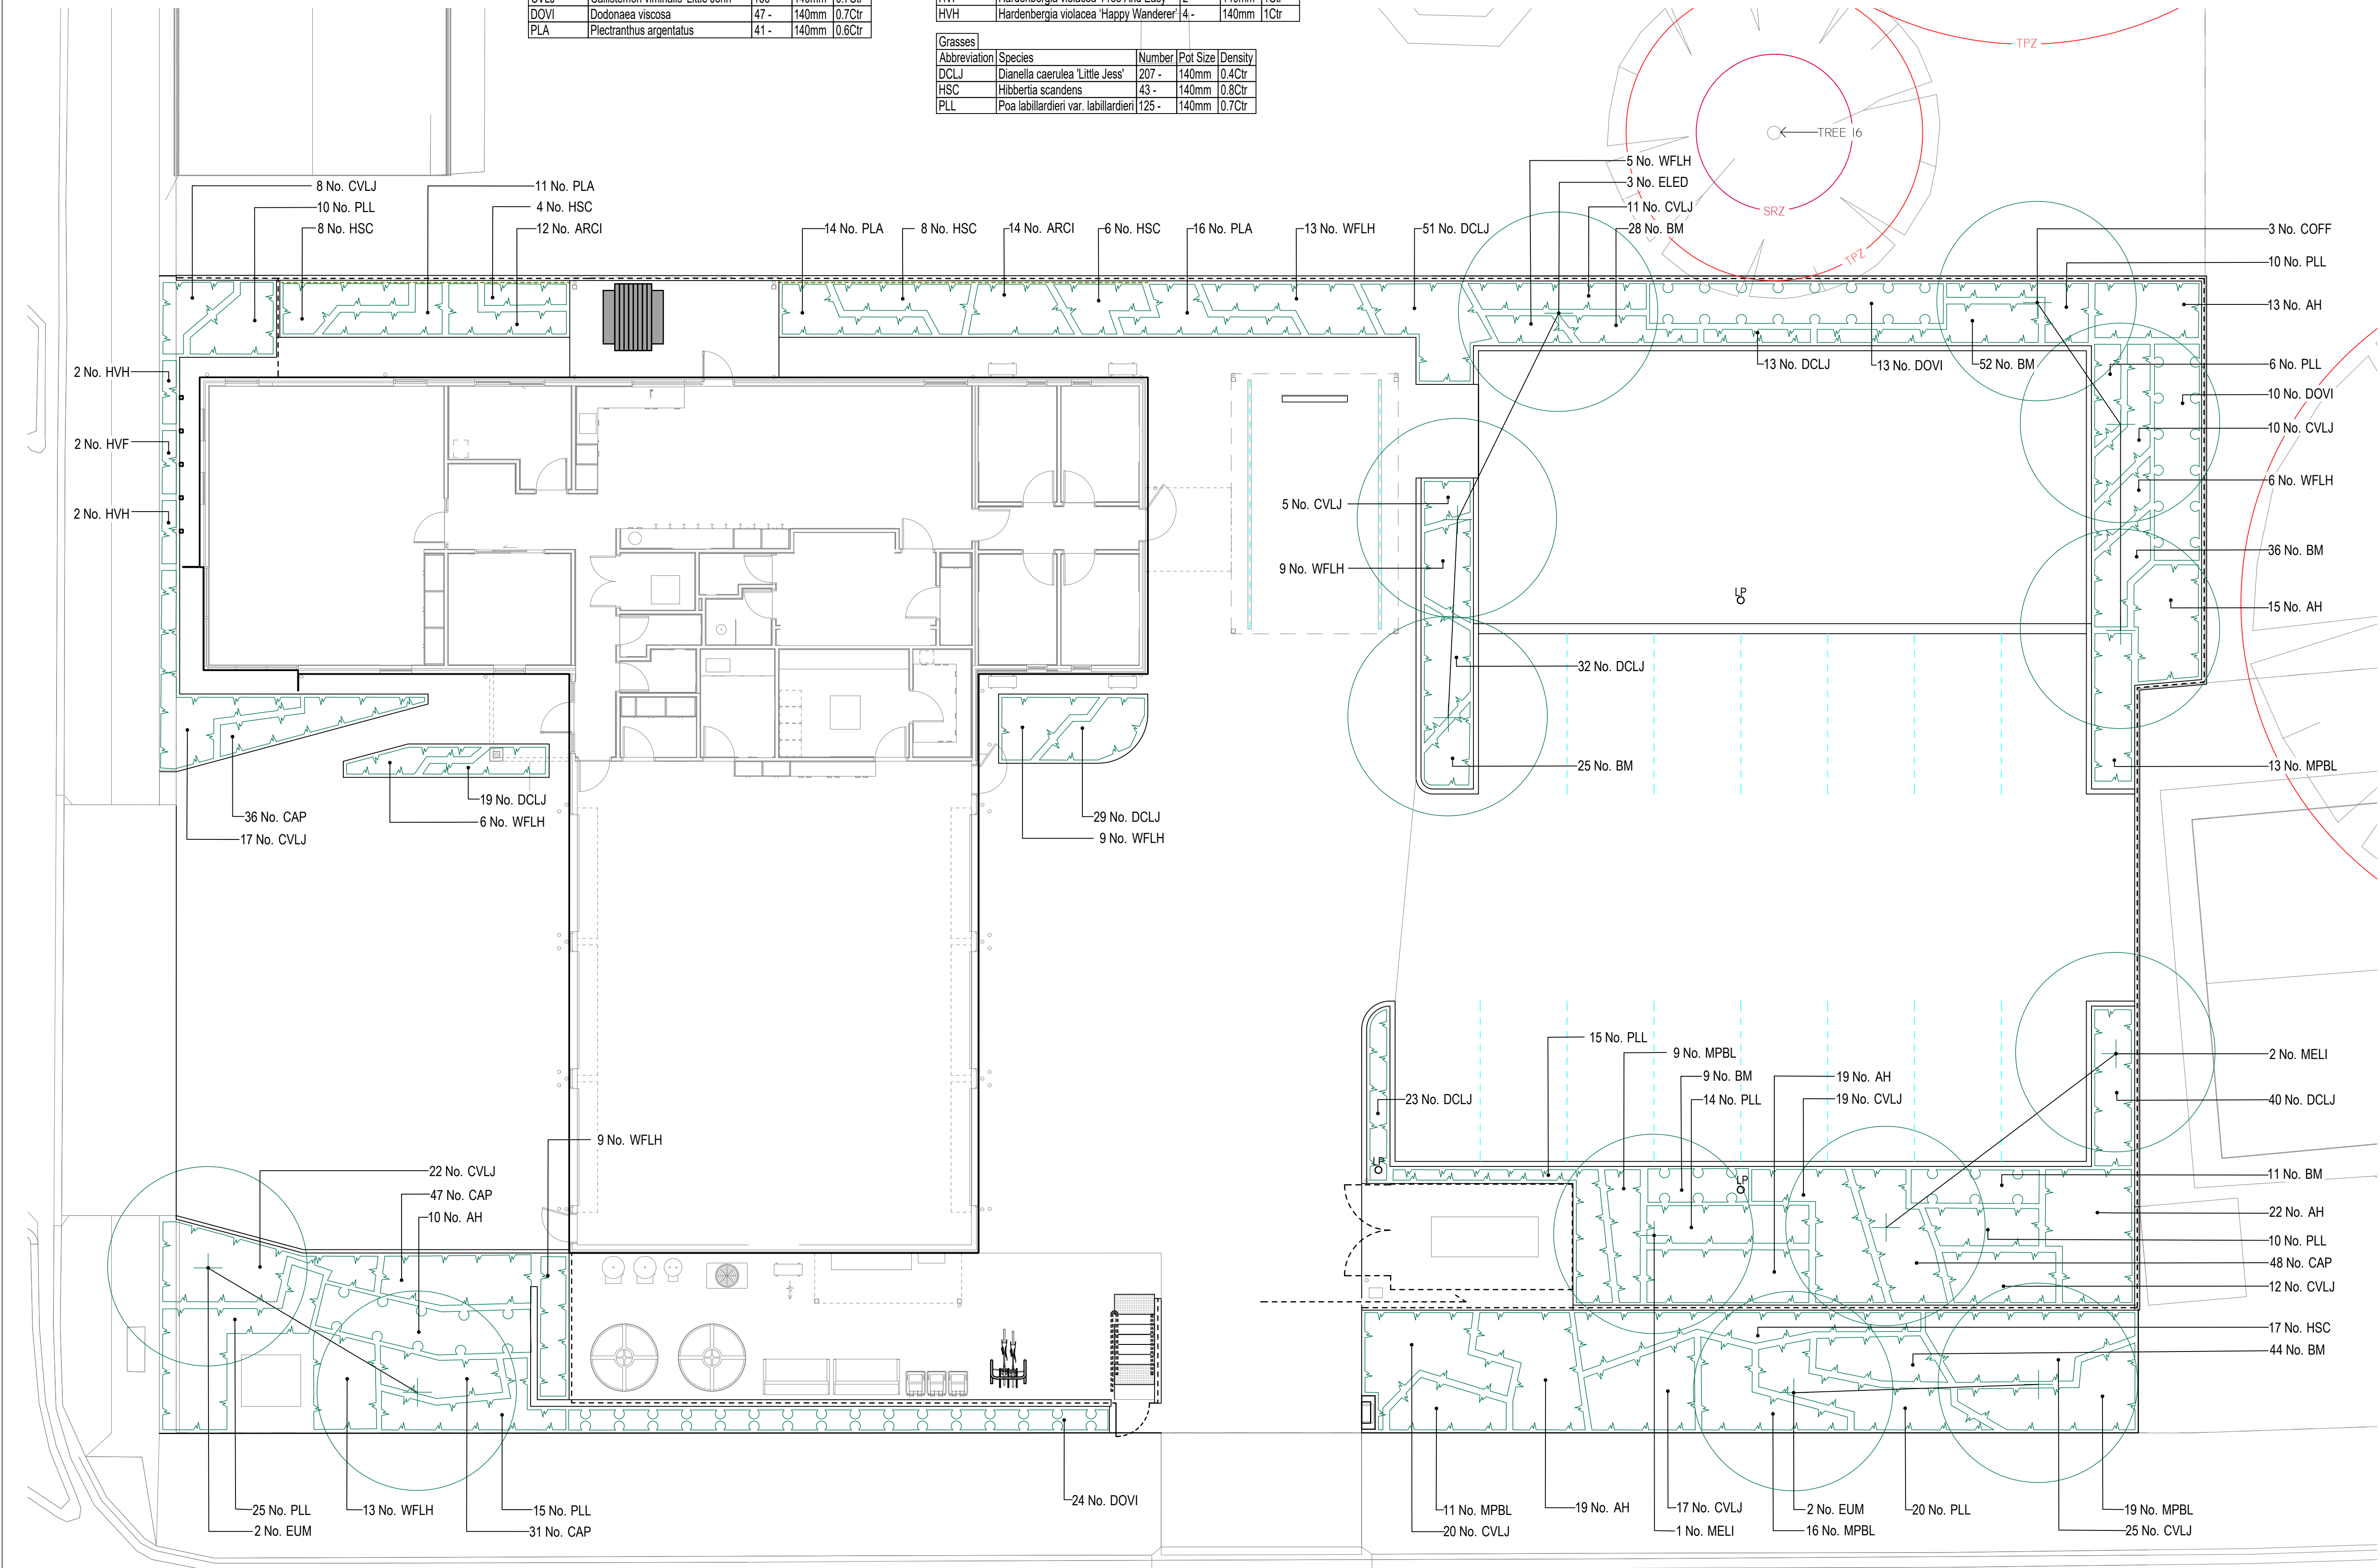 DOVI Dodonaea viscosa 47 - 140mm 0.7Ctr
PLA Plectranthus argentatus 41 - 140mm 0.6Ctr
HVH Hardenbergia violacea 'Happy Wanderer' 4 - 140mm 1Ctr
Grasses
Abbreviation Species Number Pot Size Density
DCLJ Dianella caerulea 'Little Jess' 207 - 140mm 0.4Ctr
HSC Hibbertia scandens 43 - 140mm 0.8Ctr
PLL Poa labillardieri var. labillardieri 125 - 140mm 0.7Ctr
TPZ
TREE 16
SRZ
TPZ
8 No. CVLJ
10 No. PLL
8 No. HSC
11 No. PLA
4 No. HSC
12 No. ARCI
14 No. PLA
8 No. HSC
14 No. ARCI
6 No. HSC
16 No. PLA
13 No. WFLH
51 No. DCLJ
5 No. WFLH
3 No. ELED
11 No. CVLJ
28 No. BM
3 No. COFF
10 No. PLL
13 No. AH
13 No. DCLJ
13 No. DOVI
52 No. BM
6 No. PLL
10 No. DOVI
10 No. CVLJ
6 No. WFLH
36 No. BM
15 No. AH
13 No. MPBL
2 No. HVH
2 No. HVF
2 No. HVH
5 No. CVLJ
9 No. WFLH
LP
32 No. DCLJ
25 No. BM
36 No. CAP
17 No. CVLJ
19 No. DCLJ
6 No. WFLH
29 No. DCLJ
9 No. WFLH
15 No. PLL
9 No. MPBL
9 No. BM
14 No. PLL
19 No. AH
19 No. CVLJ
23 No. DCLJ
LP
LP
2 No. MELI
40 No. DCLJ
11 No. BM
22 No. AH
10 No. PLL
48 No. CAP
12 No. CVLJ
17 No. HSC
44 No. BM
9 No. WFLH
22 No. CVLJ
47 No. CAP
10 No. AH
25 No. PLL
2 No. EUM
13 No. WFLH
15 No. PLL
31 No. CAP
24 No. DOVI
11 No. MPBL
20 No. CVLJ
19 No. AH
17 No. CVLJ
1 No. MELI
2 No. EUM
16 No. MPBL
20 No. PLL
19 No. MPBL
25 No. CVLJ